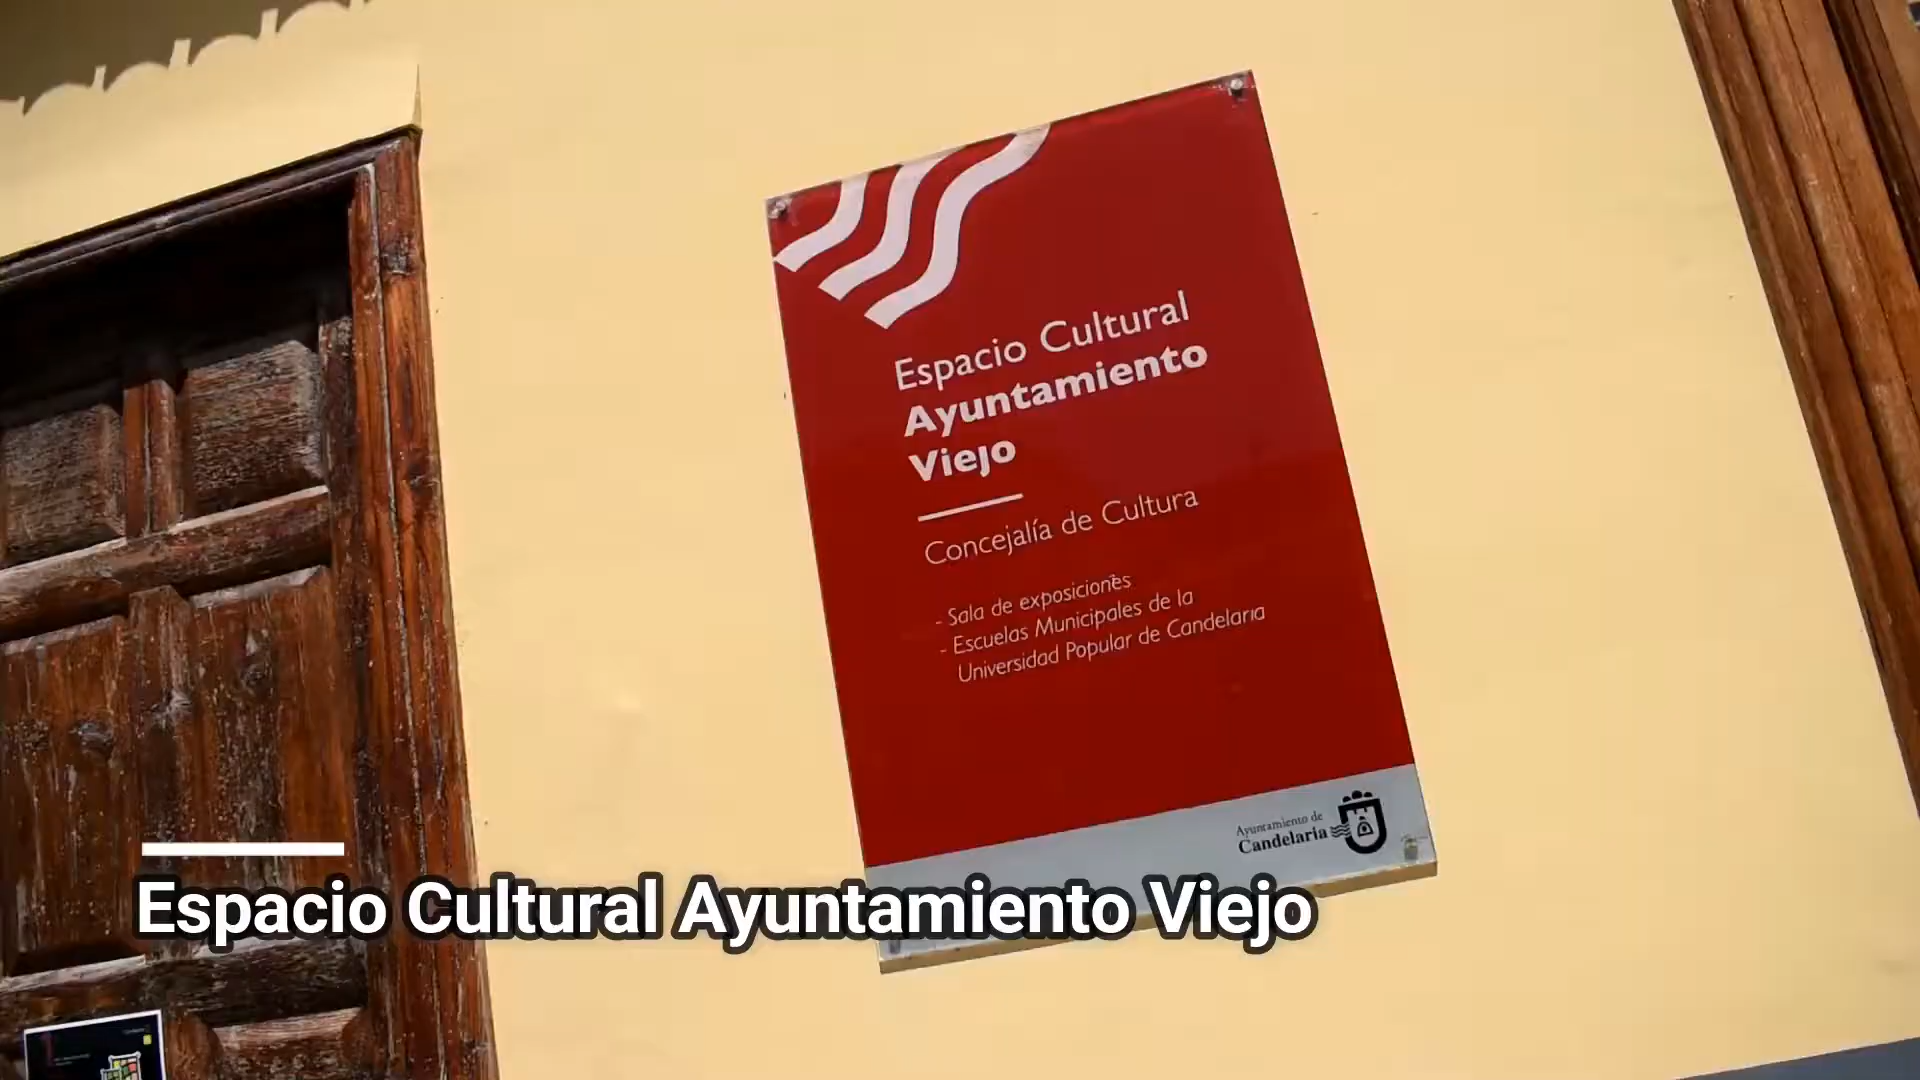 Espacio Cultural
Ayuntamiento
Viejo
Concejalía de Cultura
- Sala de exposiciones
- Escuelas Municipales de la
Universidad Popular de Candelaria
Ayuntamiento de
Candelaria
Espacio Cultural Ayuntamiento Viejo